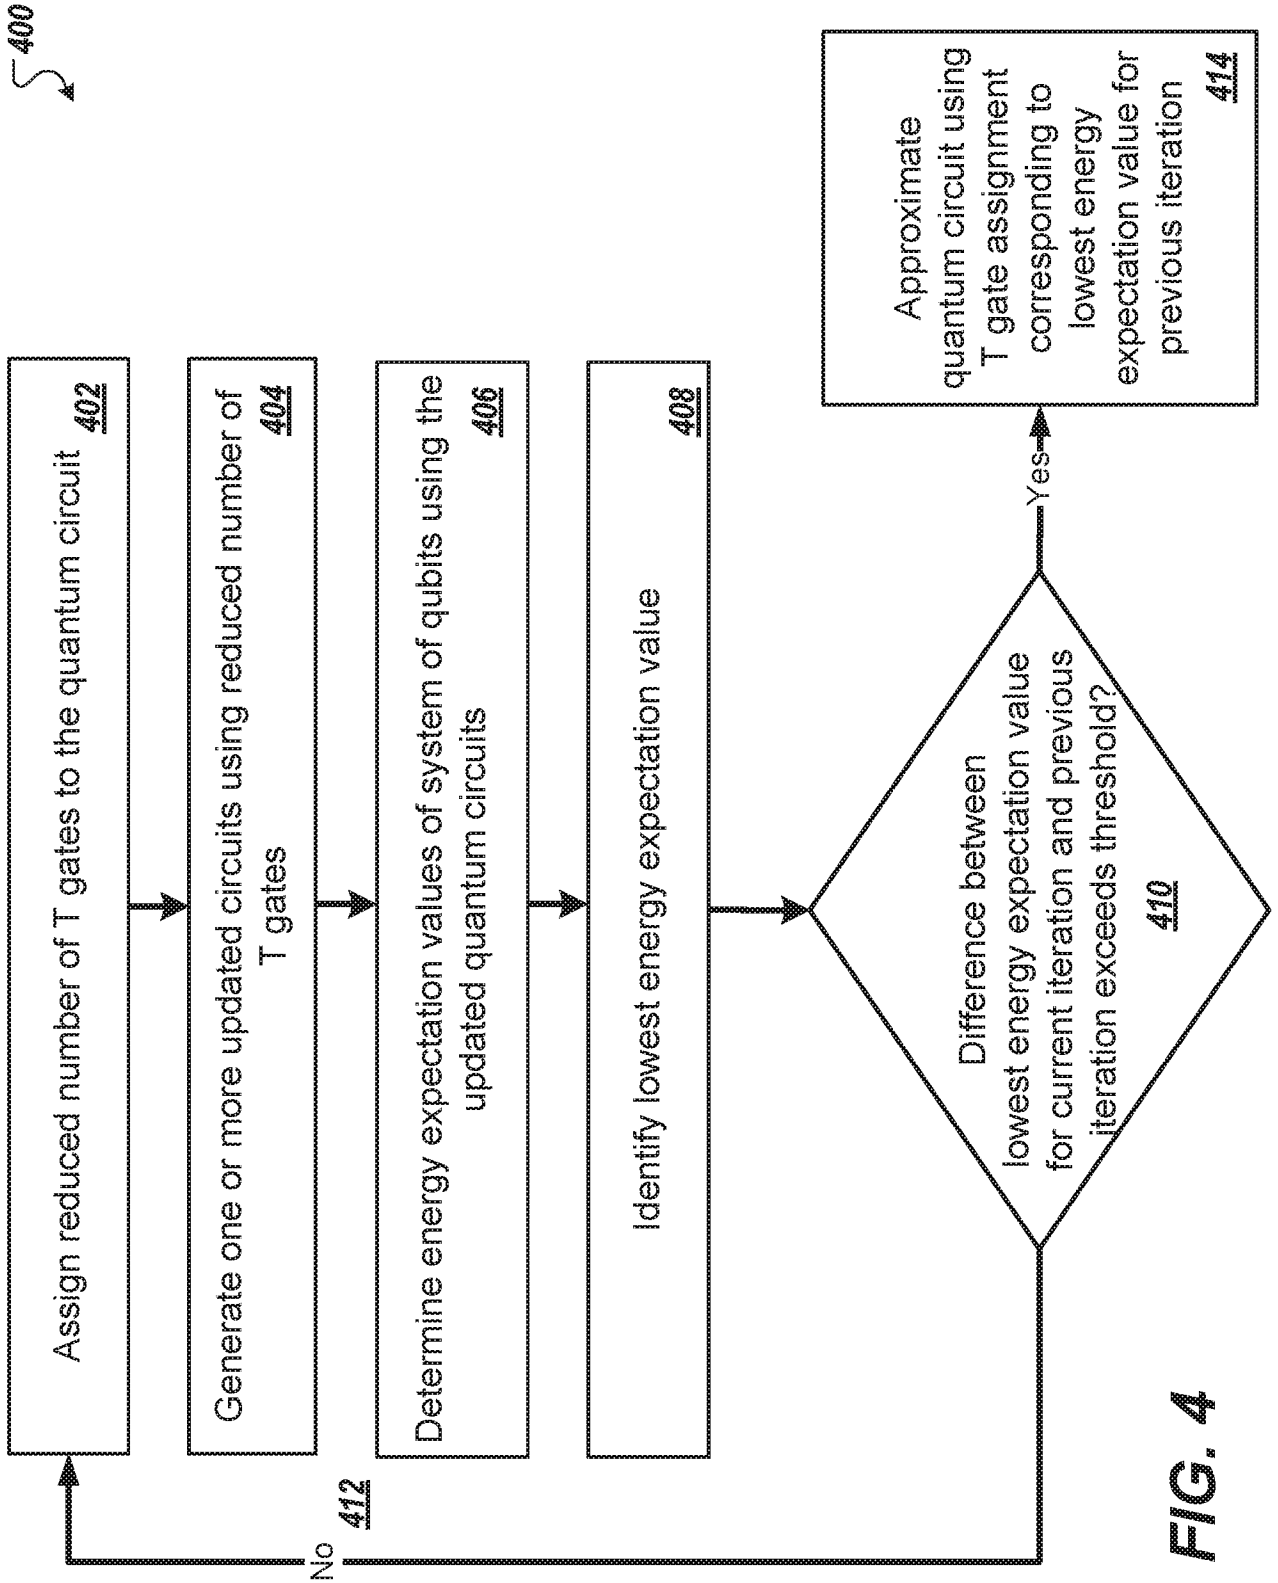 400
Assign reduced number of T gates to the quantum circuit
402
Generate one or more updated circuits using reduced number of
T gates
404
Determine energy expectation values of system of qubits using the
updated quantum circuits
406
Identify lowest energy expectation value
408
Difference between
lowest energy expectation value
for current iteration and previous
iteration exceeds threshold?
410
No
412
Yes
Approximate
quantum circuit using
T gate assignment
corresponding to
lowest energy
expectation value for
previous iteration
414
FIG. 4